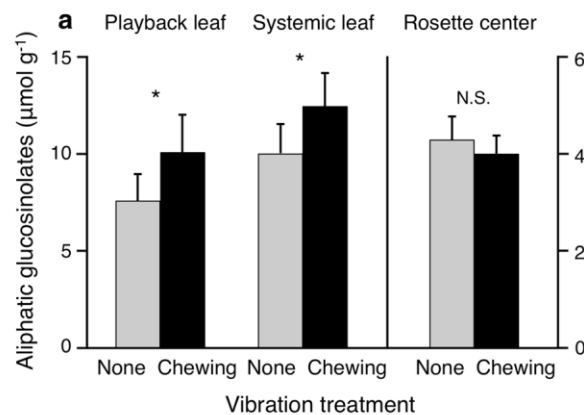 a Playback leaf Systemic leaf Rosette center
Aliphatic glucosinolates (μmol g⁻¹)
15
10
5
0
*
*
N.S.
6
4
2
0
None Chewing None Chewing None Chewing
Vibration treatment